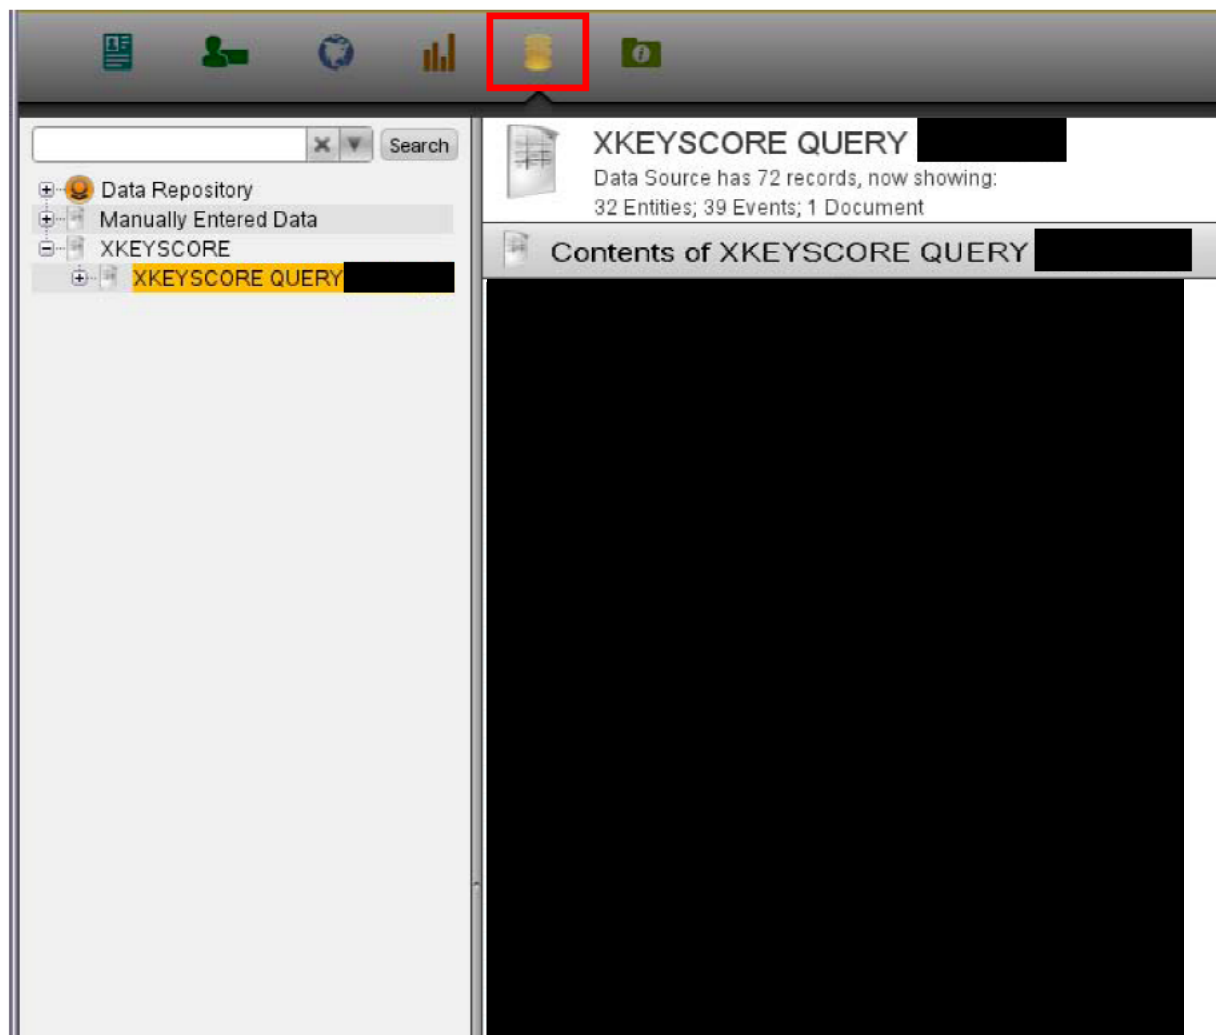 Search
Data Repository
Manually Entered Data
XKEYSCORE
XKEYSCORE QUERY
XKEYSCORE QUERY
Data Source has 72 records, now showing:
32 Entities; 39 Events; 1 Document
Contents of XKEYSCORE QUERY